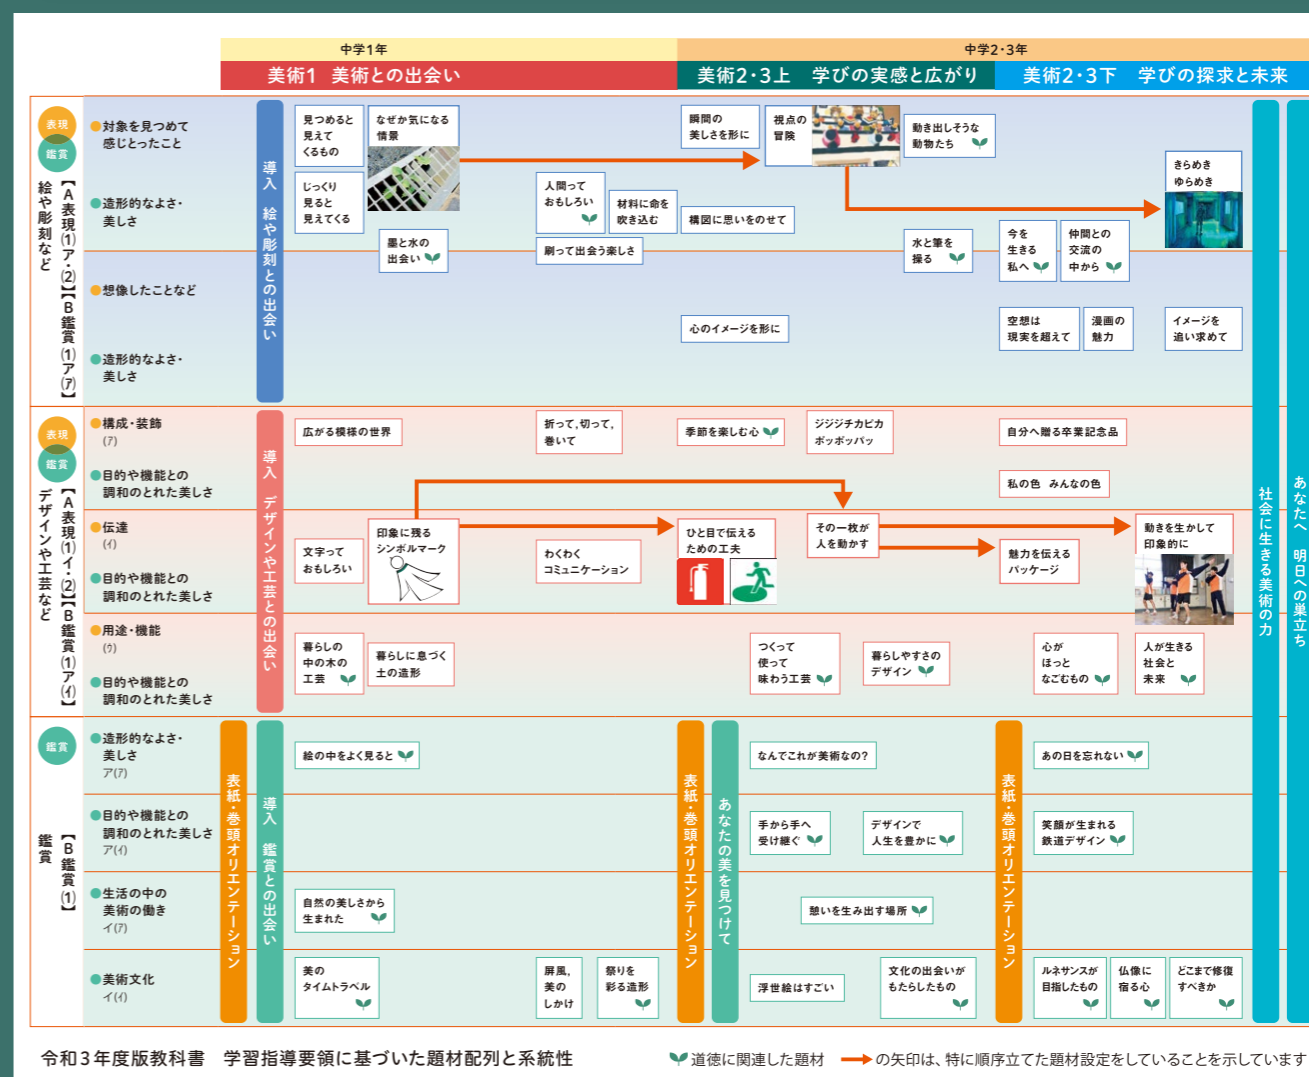 中学1年
中学2・3年
美術1 美術との出会い
美術2・3上 学びの実感と広がり
美術2・3下 学びの探求と未来
表現
鑑賞
絵や彫刻など
【A表現(1)ア・(2)】【B鑑賞(1)ア(ア)】
対象を見つめて
感じとったこと
造形的なよさ・
美しさ
想像したことなど
造形的なよさ・
美しさ
導入 絵や彫刻との出会い
見つめると
見えて
くるもの
なぜか気になる
情景
じっくり
見ると
見えてくる
墨と水の
出会い
人間って
おもしろい
材料に命を
吹き込む
刷って出会う楽しさ
瞬間の
美しさを形に
視点の
冒険
動き出しそうな
動物たち
構図に思いをのせて
水と筆を
操る
心のイメージを形に
今を
生きる
私へ
仲間との
交流の
中から
きらめき
ゆらめき
空想は
現実を超えて
漫画の
魅力
イメージを
追い求めて
表現
鑑賞
デザインや工芸など
【A表現(1)イ・(2)】【B鑑賞(1)ア(イ)】
構成・装飾
(ア)
目的や機能との
調和のとれた美しさ
伝達
(イ)
目的や機能との
調和のとれた美しさ
用途・機能
(ウ)
目的や機能との
調和のとれた美しさ
導入 デザインや工芸との出会い
広がる模様の世界
折って,切って,
巻いて
季節を楽しむ心
ジジジチカピカ
ポッポッパッ
自分へ贈る卒業記念品
私の色 みんなの色
文字って
おもしろい
印象に残る
シンボルマーク
わくわく
コミュニケーション
ひと目で伝える
ための工夫
その一枚が
人を動かす
魅力を伝える
パッケージ
動きを生かして
印象的に
暮らしの
中の木の
工芸
暮らしに息づく
土の造形
つくって
使って
味わう工芸
暮らしやすさの
デザイン
心が
ほっと
なごむもの
人が生きる
社会と
未来
鑑賞
鑑賞
【B鑑賞(1)】
造形的なよさ・
美しさ
ア(ア)
目的や機能との
調和のとれた美しさ
ア(イ)
生活の中の
美術の働き
イ(ア)
美術文化
イ(イ)
表紙・巻頭オリエンテーション
導入 鑑賞との出会い
絵の中をよく見ると
自然の美しさから
生まれた
美の
タイムトラベル
屏風,
美の
しかけ
祭りを
彩る造形
表紙・巻頭オリエンテーション
あなたの美を見つけて
なんでこれが美術なの?
手から手へ
受け継ぐ
デザインで
人生を豊かに
憩いを生み出す場所
浮世絵はすごい
文化の出会いが
もたらしたもの
表紙・巻頭オリエンテーション
あの日を忘れない
笑顔が生まれる
鉄道デザイン
ルネサンスが
目指したもの
仏像に
宿る心
どこまで修復
すべきか
社会に生きる美術の力
あなたへ 明日への巣立ち
令和3年度版教科書 学習指導要領に基づいた題材配列と系統性
道徳に関連した題材
の矢印は、特に順序立てた題材設定をしていることを示しています